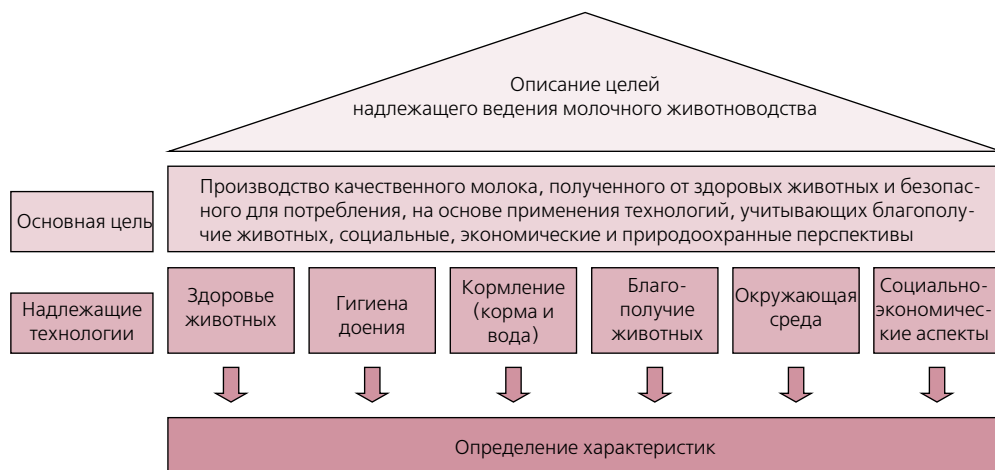 Описание целей
надлежащего ведения молочного животноводства
Основная цель
Производство качественного молока, полученного от здоровых животных и безопас-
ного для потребления, на основе применения технологий, учитывающих благополу-
чие животных, социальные, экономические и природоохранные перспективы
Надлежащие
технологии
Здоровье
животных
Гигиена
доения
Кормление
(корма и
вода)
Благо-
получие
животных
Окружающая
среда
Социально-
экономичес-
кие аспекты
Определение характеристик